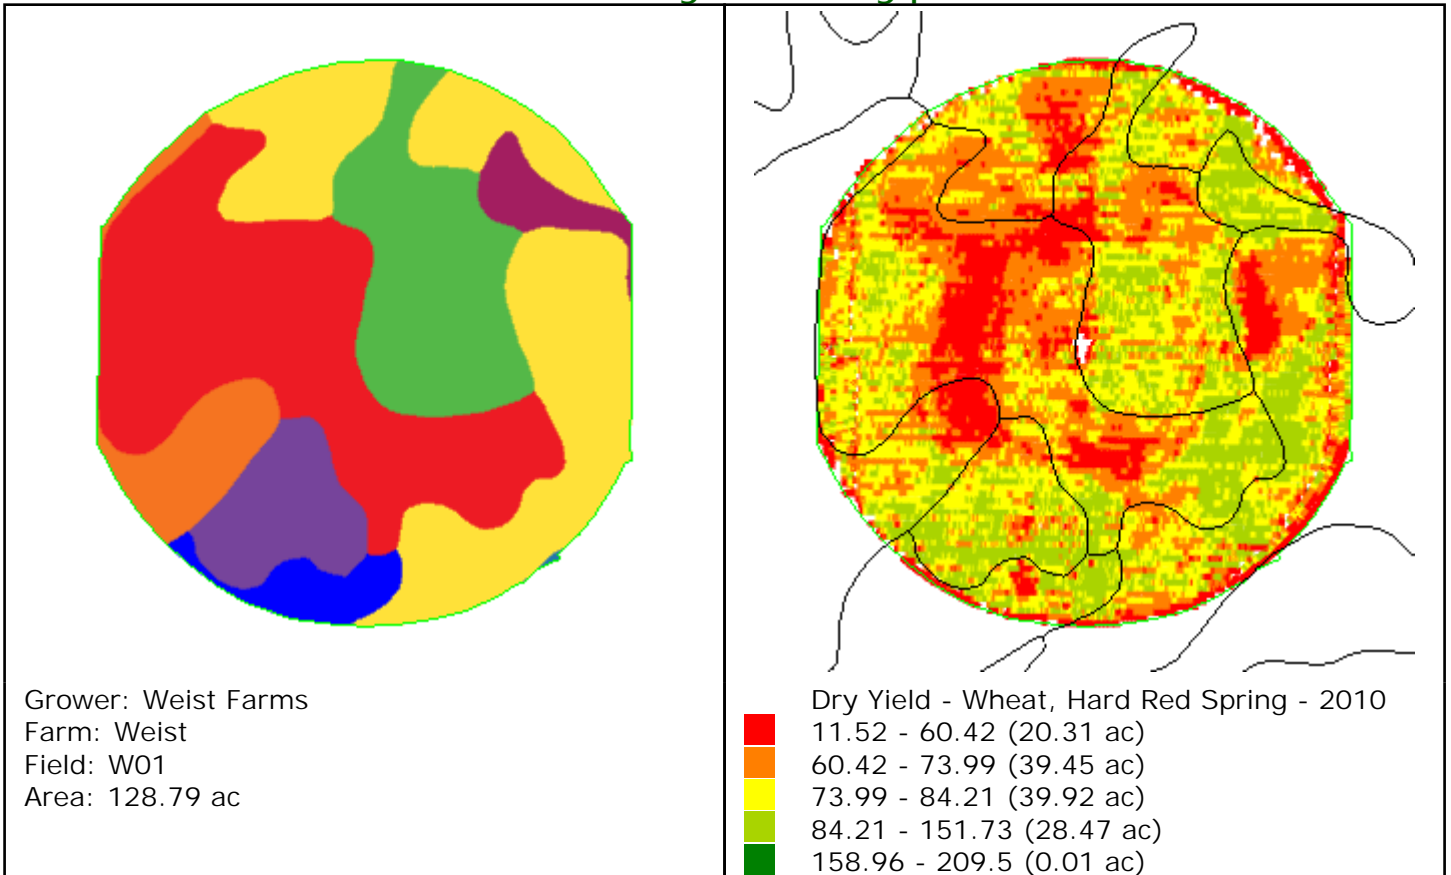 Grower: Weist Farms
Farm: Weist
Field: W01
Area: 128.79 ac
Dry Yield - Wheat, Hard Red Spring - 2010
11.52 - 60.42 (20.31 ac)
60.42 - 73.99 (39.45 ac)
73.99 - 84.21 (39.92 ac)
84.21 - 151.73 (28.47 ac)
158.96 - 209.5 (0.01 ac)